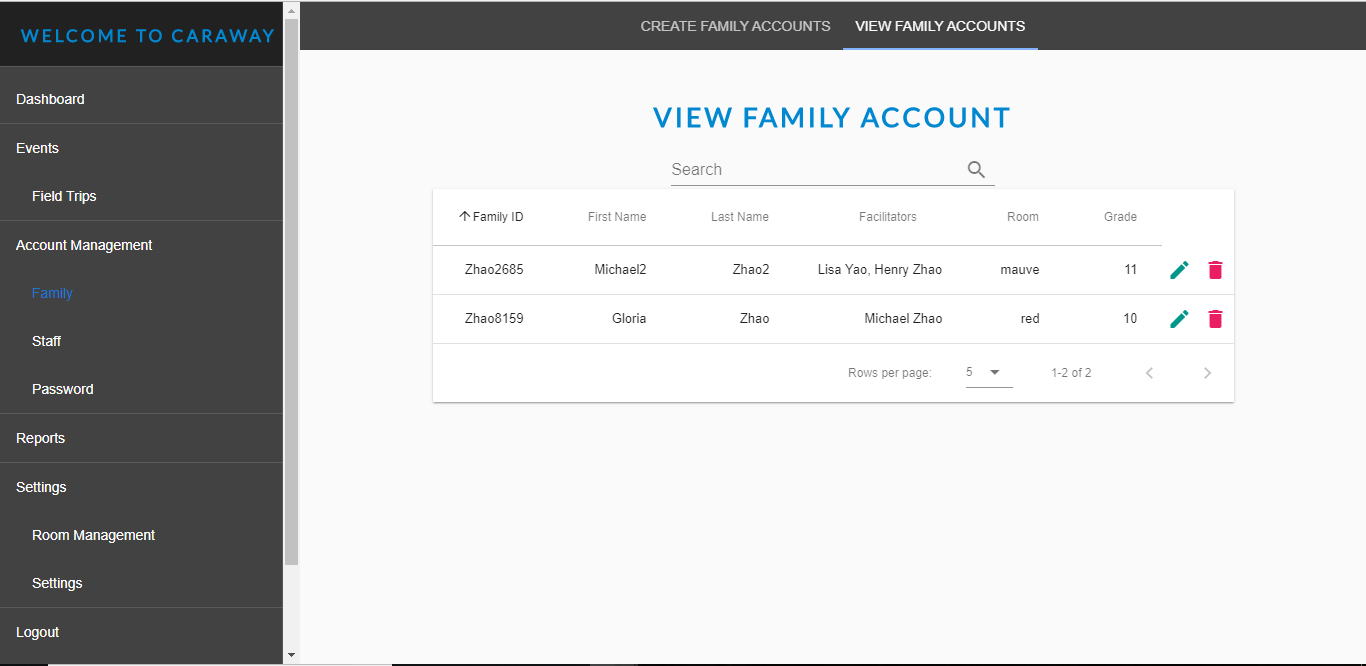 WELCOME TO CARAWAY
Dashboard
Events
Field Trips
Account Management
Family
Staff
Password
Reports
Settings
Room Management
Settings
Logout
CREATE FAMILY ACCOUNTS VIEW FAMILY ACCOUNTS
VIEW FAMILY ACCOUNT
Search
Family ID First Name Last Name Facilitators Room Grade
Zhao2685 Michael2 Zhao2 Lisa Yao, Henry Zhao mauve 11
Zhao8159 Gloria Zhao Michael Zhao red 10
Rows per page: 5 1-2 of 2